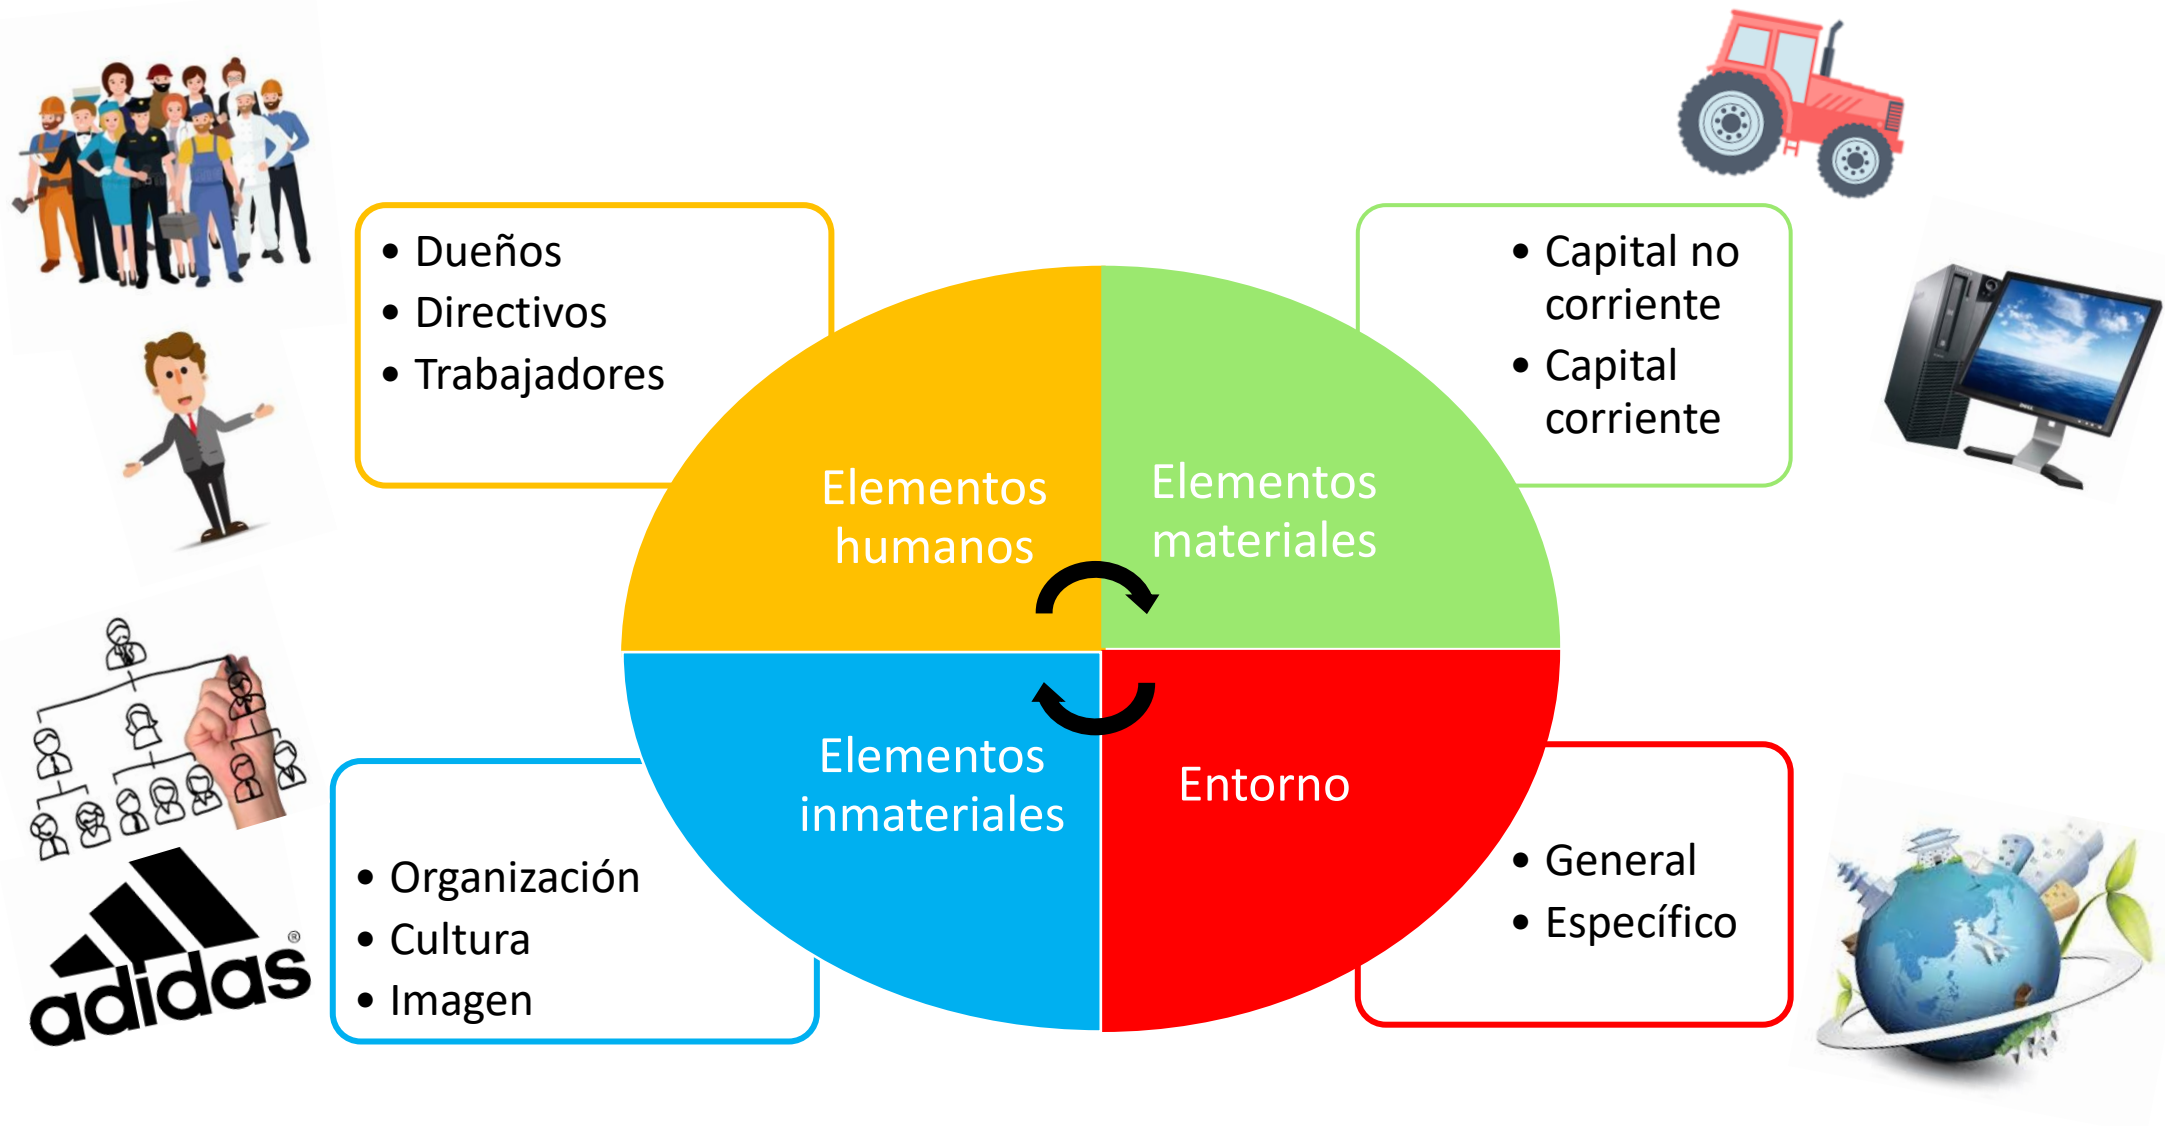 • Dueños
• Directivos
• Trabajadores
• Capital no
corriente
• Capital
corriente
Elementos
humanos
Elementos
materiales
Elementos
inmateriales
Entorno
• Organización
• Cultura
• Imagen
• General
• Específico
adidas®